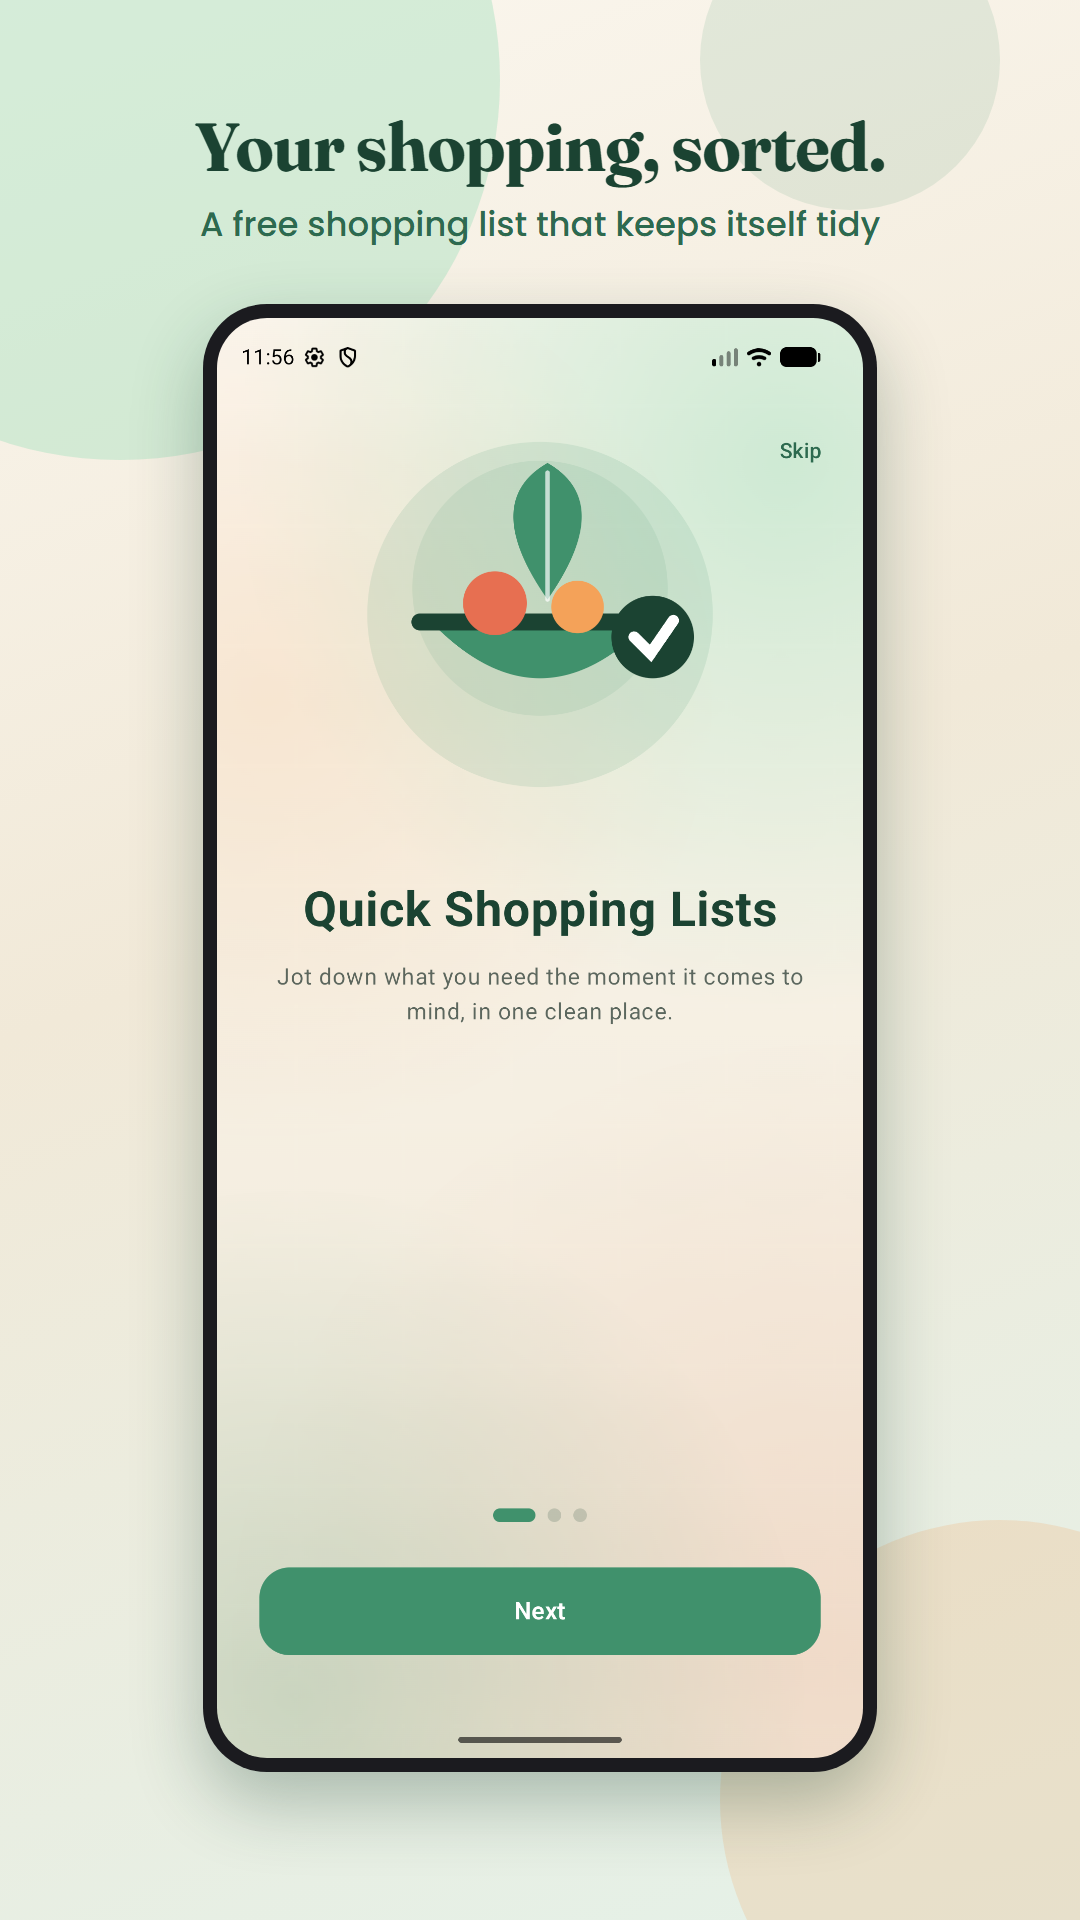 Your shopping, sorted.
A free shopping list that keeps itself tidy
11:56
Skip
Quick Shopping Lists
Jot down what you need the moment it comes to
mind, in one clean place.
Next